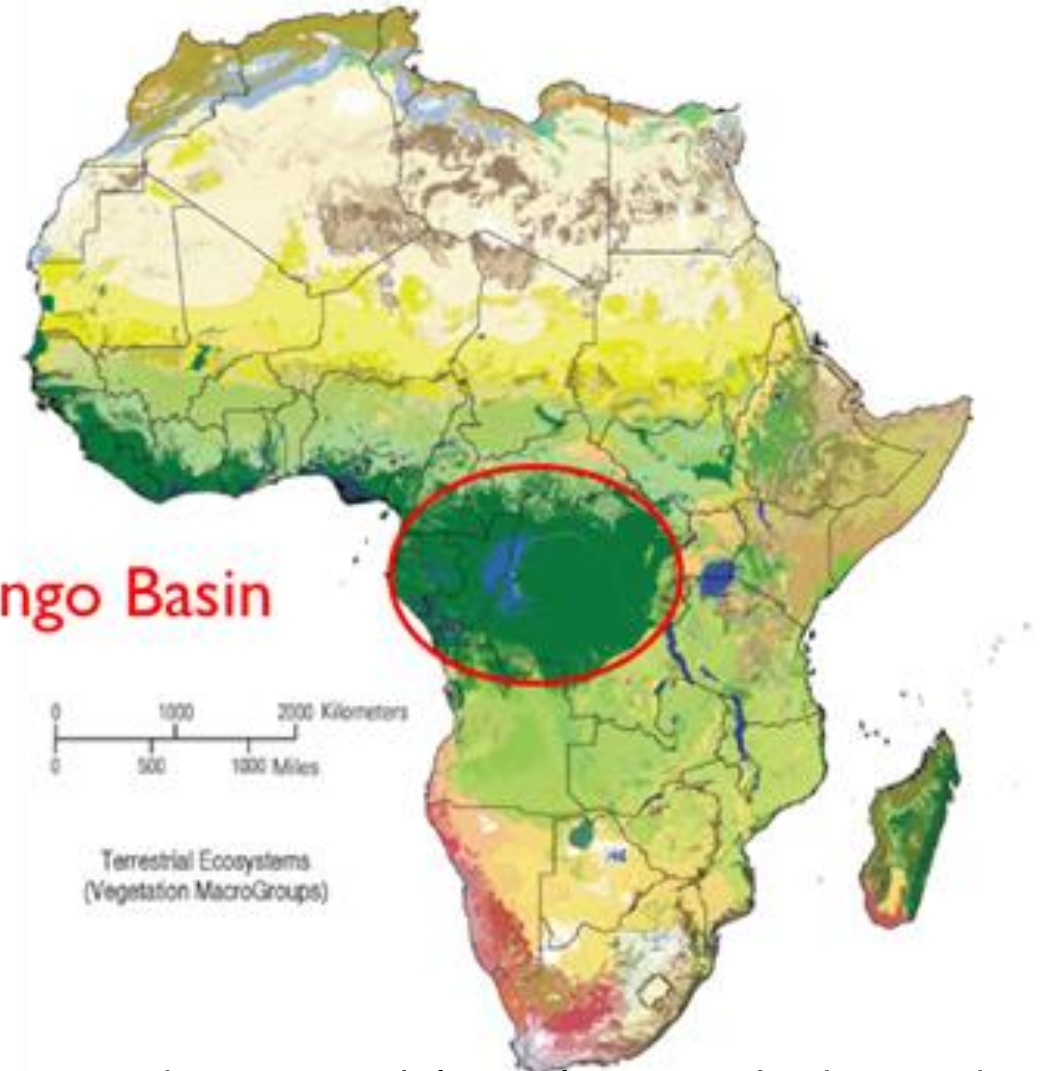 ngo Basin
0 1000 2000 Kilometers
0 500 1000 Miles
Terrestrial Ecosystems
(Vegetation MacroGroups)